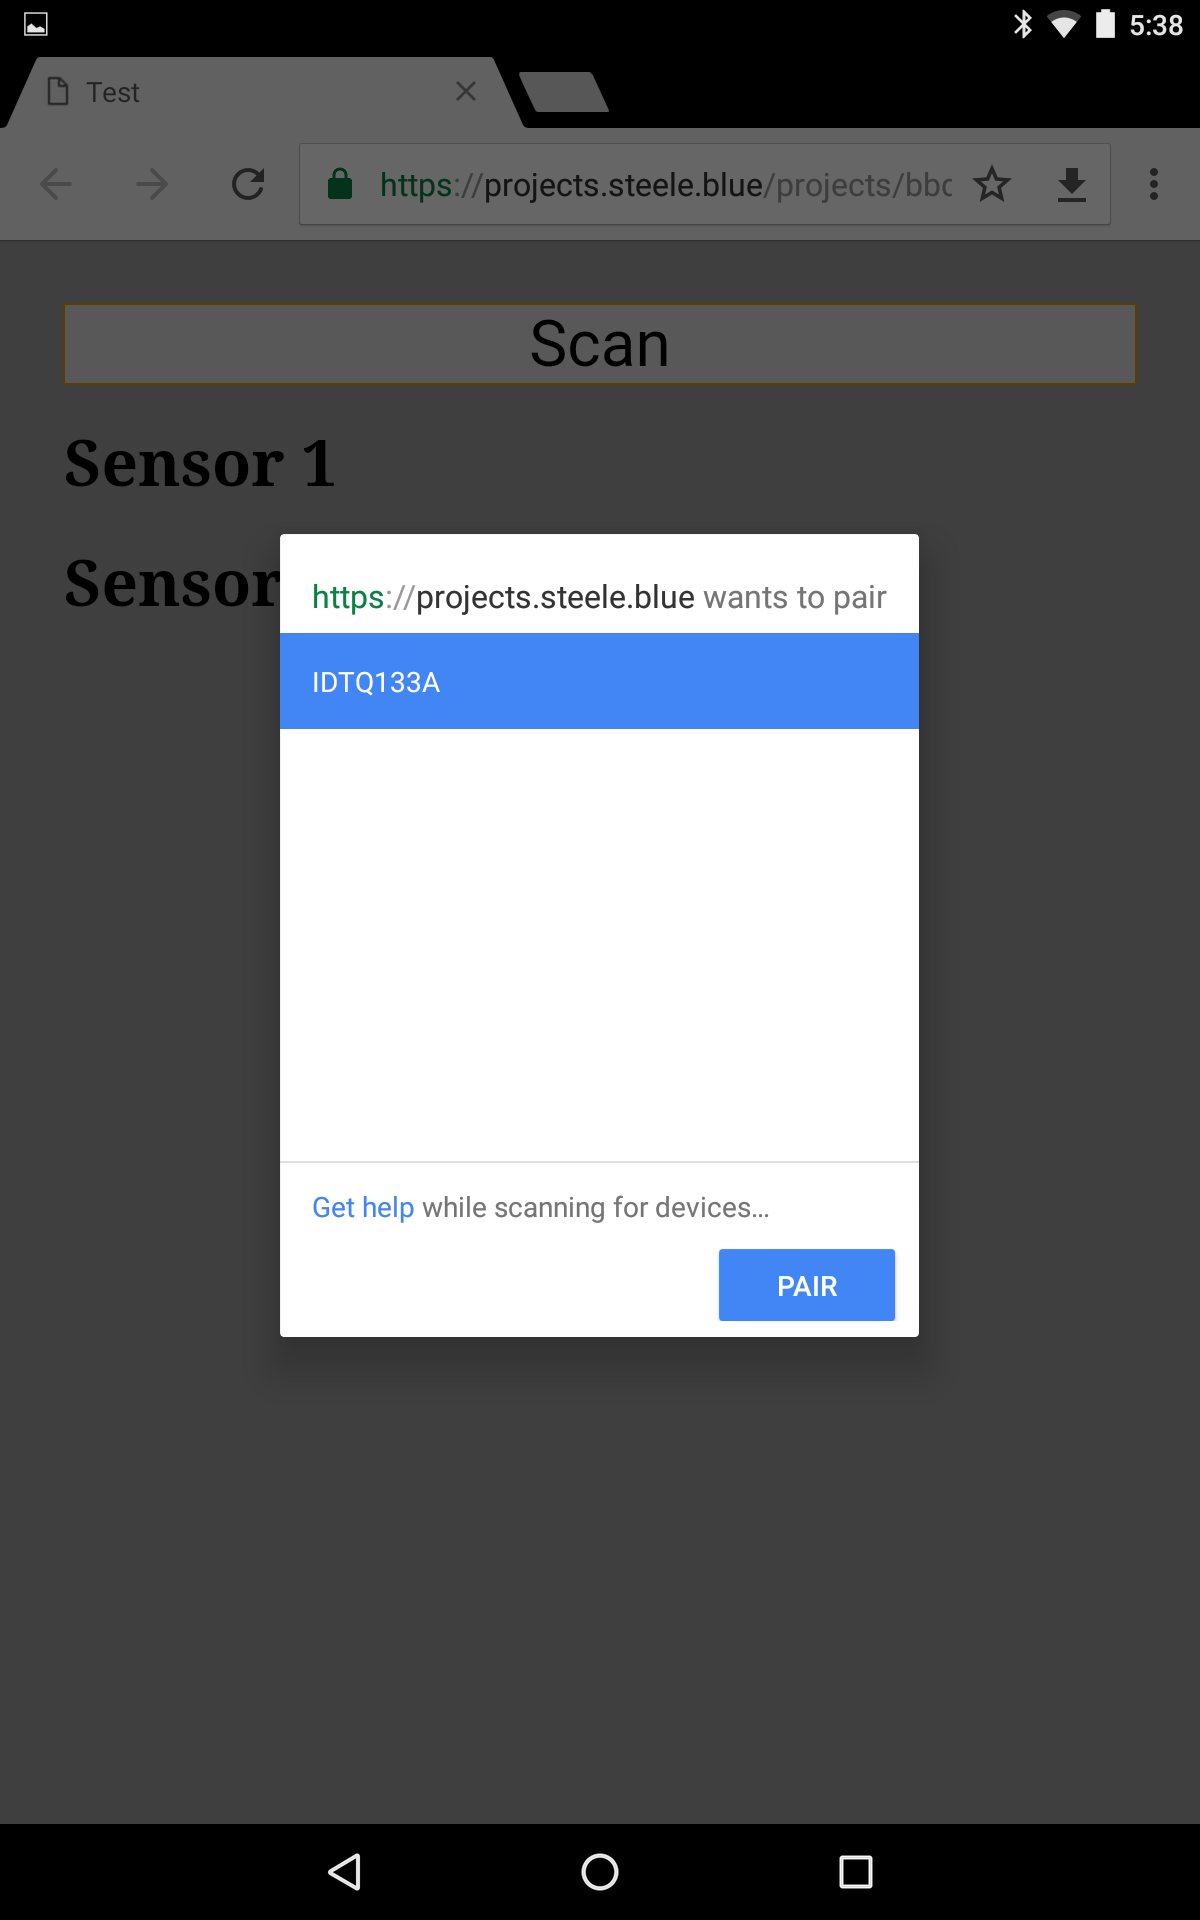 5:38
Test
https://projects.steele.blue/projects/bbc
Scan
Sensor 1
Sensor
https://projects.steele.blue wants to pair
IDTQ133A
Get help while scanning for devices...
PAIR